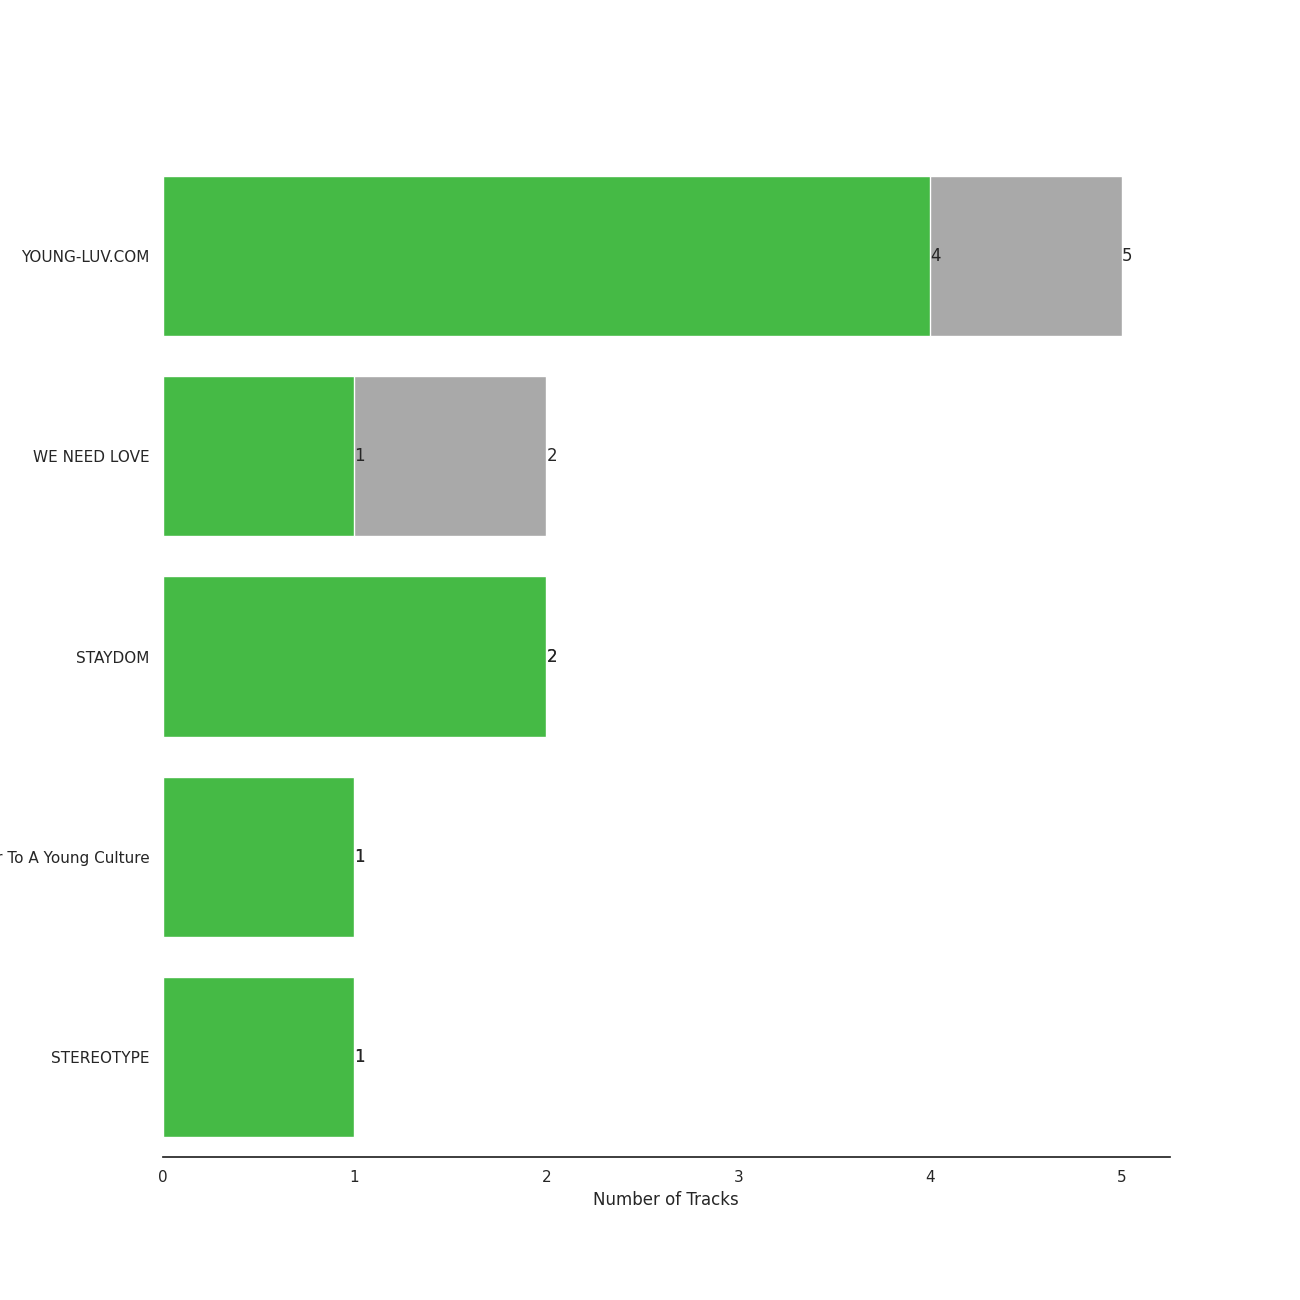 YOUNG-LUV.COM
4
5
WE NEED LOVE
1
2
STAYDOM
2
To A Young Culture
1
STEREOTYPE
1
0 1 2 3 4 5
Number of Tracks